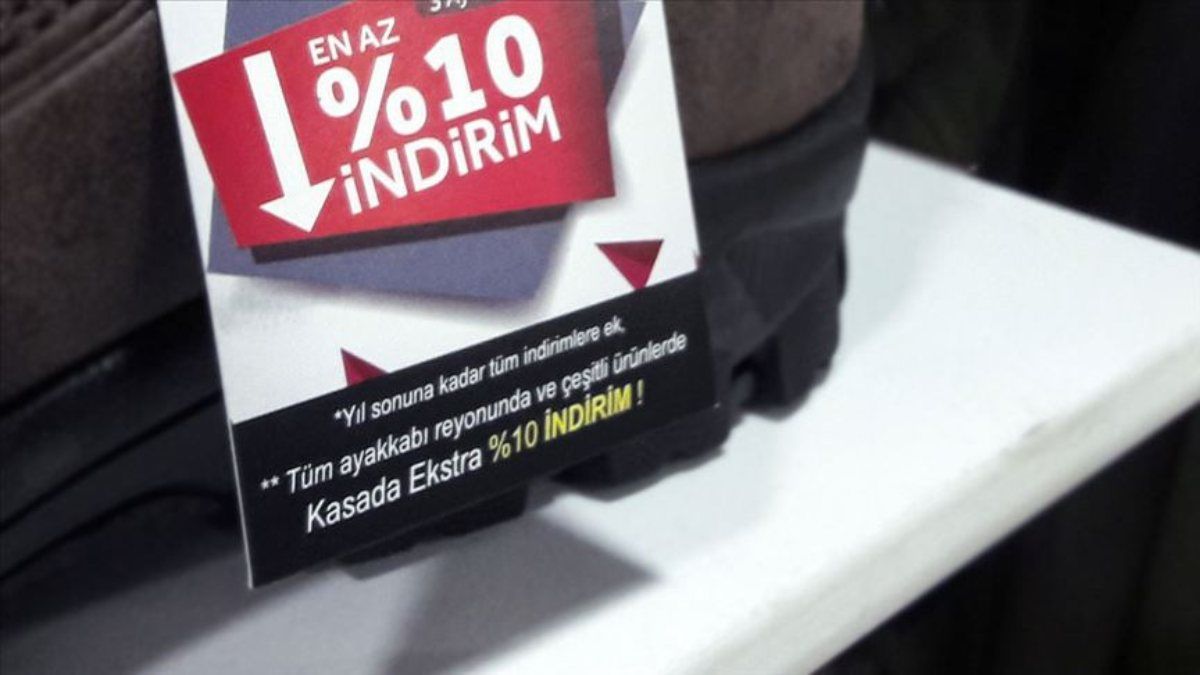 EN AZ
%10
İNDİRİM
*Yıl sonuna kadar tüm indirimlere ek,
** Tüm ayakkabı reyonunda ve çeşitli ürünlerde
Kasada Ekstra %10 İNDİRİM !